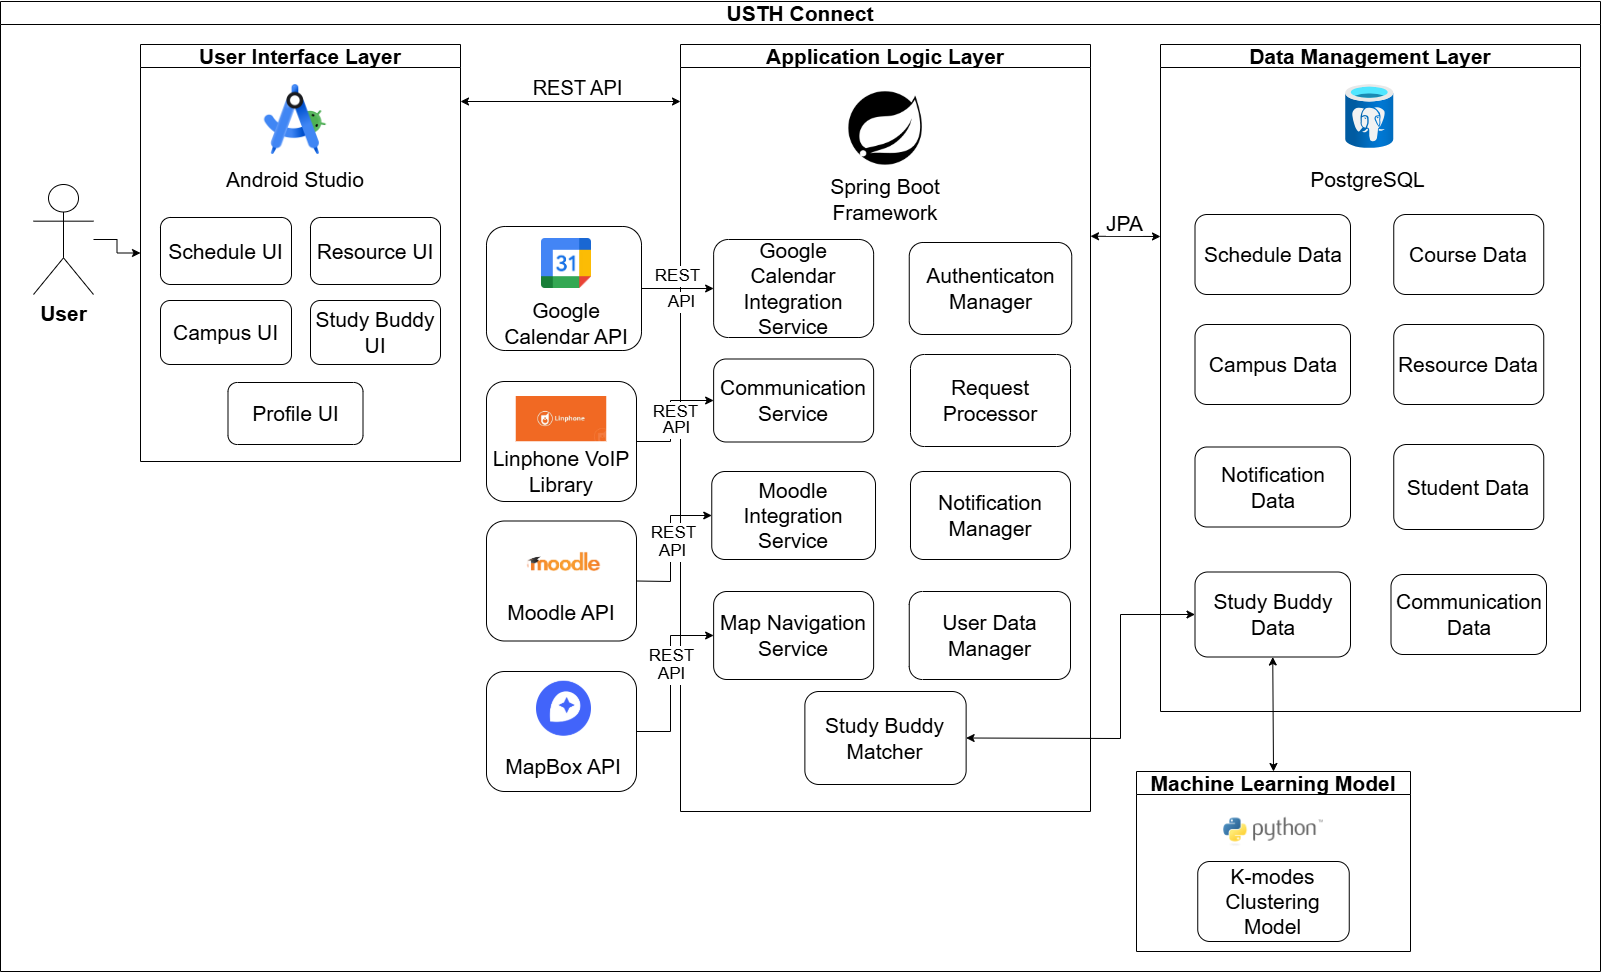 USTH Connect
User Interface Layer
Android Studio
Schedule UI
Resource UI
Campus UI
Study Buddy
UI
Profile UI
User
REST API
Google
Calendar API
Linphone
Linphone VoIP
Library
moodle
Moodle API
MapBox API
REST
API
REST
API
REST
API
REST
API
Application Logic Layer
Spring Boot
Framework
Google
Calendar
Integration
Service
Authenticaton
Manager
Communication
Service
Request
Processor
Moodle
Integration
Service
Notification
Manager
Map Navigation
Service
User Data
Manager
Study Buddy
Matcher
JPA
Data Management Layer
PostgreSQL
Schedule Data
Course Data
Campus Data
Resource Data
Notification
Data
Student Data
Study Buddy
Data
Communication
Data
Machine Learning Model
python™
K-modes
Clustering
Model
31